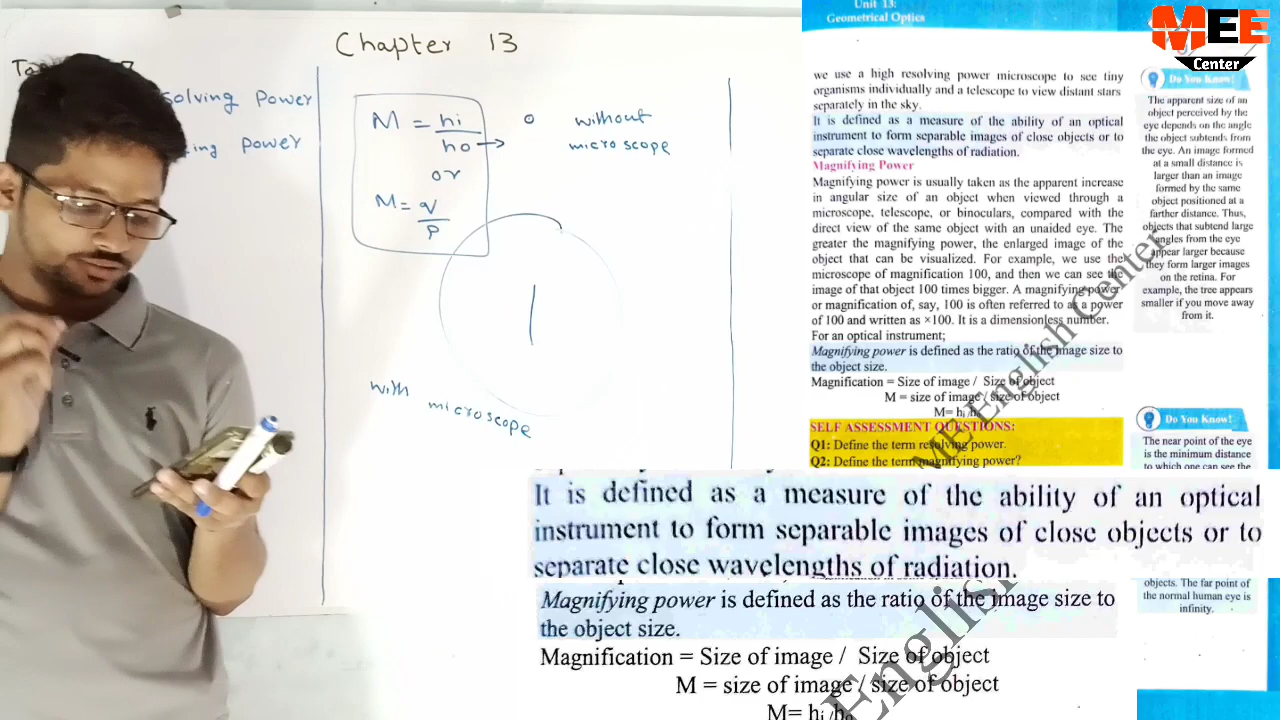 Chapter 13
solving Power
ing Power
M = hi
ho
or
M = q
p
without
microscope
with microscope
Unit 13:
Geometrical Optics
MEE
Center
we use a high resolving power microscope to see tiny
organisms individually and a telescope to view distant stars
separately in the sky.
It is defined as a measure of the ability of an optical
instrument to form separable images of close objects or to
separate close wavelengths of radiation.
Magnifying Power
Magnifying power is usually taken as the apparent increase
in angular size of an object when viewed through a
microscope, telescope, or binoculars, compared with the
direct view of the same object with an unaided eye. The
greater the magnifying power, the enlarged image of the
object that can be visualized. For example, we use the
microscope of magnification 100, and then we can see the
image of that object 100 times bigger. A magnifying power
or magnification of, say, 100 is often referred to as a power
of 100 and written as ×100. It is a dimensionless number.
For an optical instrument;
Magnifying power is defined as the ratio of the image size to
the object size.
Magnification = Size of image / Size of object
M = size of image / size of object
M= hi /ho
SELF ASSESSMENT QUESTIONS:
Q1: Define the term resolving power.
Q2: Define the term magnifying power?
Do You Know!
The apparent size of an
object perceived by the
eye depends on the angle
the object subtends from
the eye. An image formed
at a small distance is
larger than an image
formed by the same
object positioned at a
farther distance. Thus,
objects that subtend large
angles from the eye
appear larger because
they form larger images
on the retina. For
example, the tree appears
smaller if you move away
from it.
Do You Know!
The near point of the eye
is the minimum distance
to which one can see the
It is defined as a measure of the ability of an optical
instrument to form separable images of close objects or to
separate close wavelengths of radiation.
objects. The far point of
the normal human eye is
infinity.
Magnifying power is defined as the ratio of the image size to
the object size.
Magnification = Size of image / Size of object
M = size of image / size of object
M= hi /ho
ME English Center